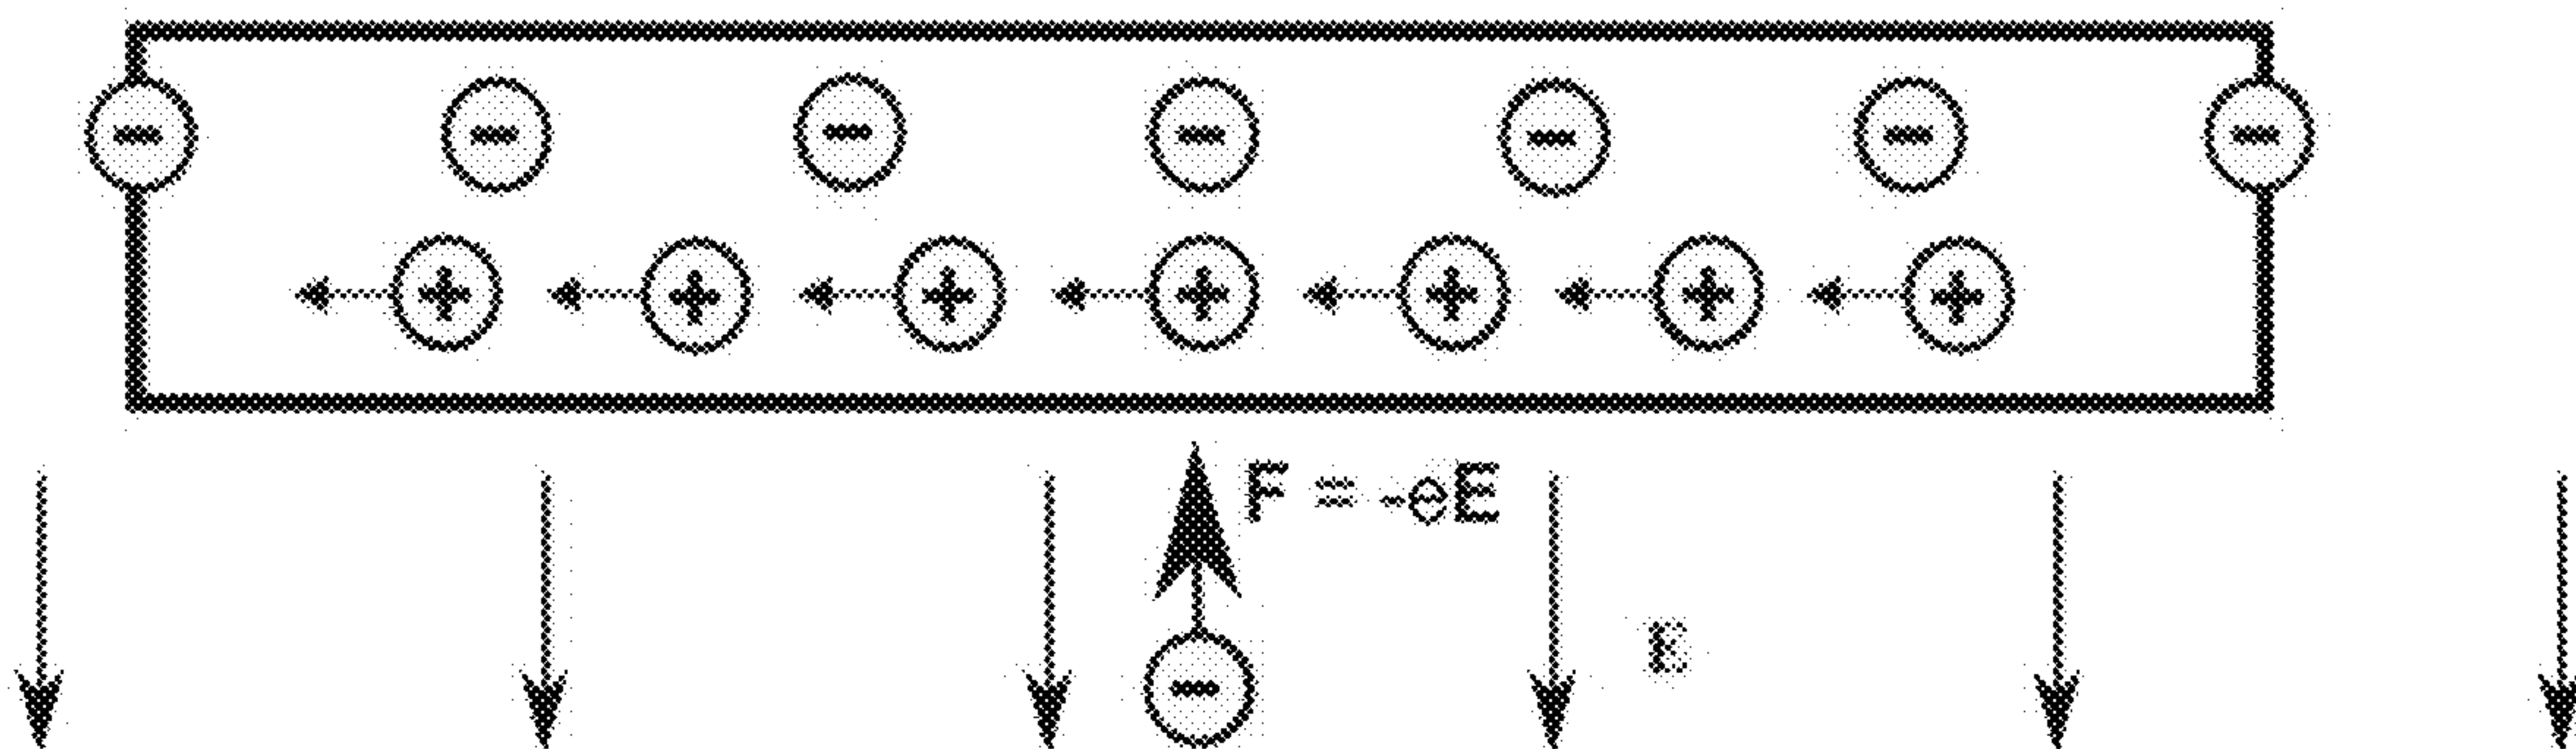 − − − − − − −
+ + + + + + +
F = -eE
E
−